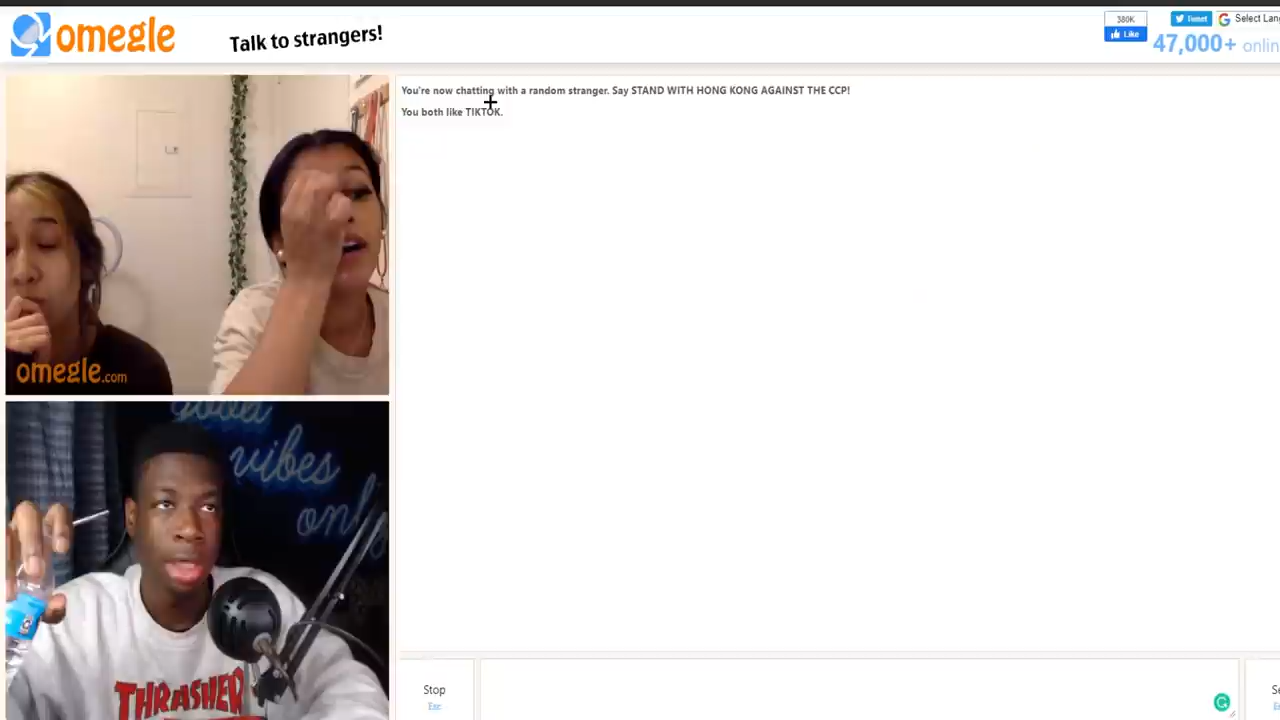 omegle
Talk to strangers!
380K
Like
Tweet
Select Lang
47,000+ onlin
You're now chatting with a random stranger. Say STAND WITH HONG KONG AGAINST THE CCP!
You both like TIKTOK.
omegle.com
good
vibes
only
THRASHER
Stop
Esc